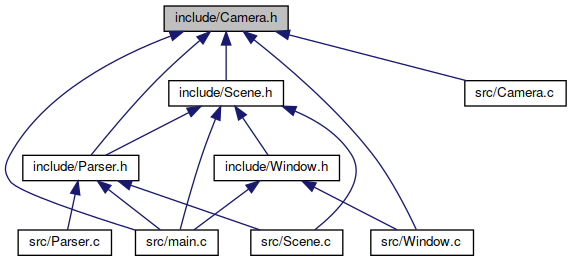 include/Camera.h
include/Scene.h
src/Camera.c
include/Parser.h
include/Window.h
src/Parser.c
src/main.c
src/Scene.c
src/Window.c